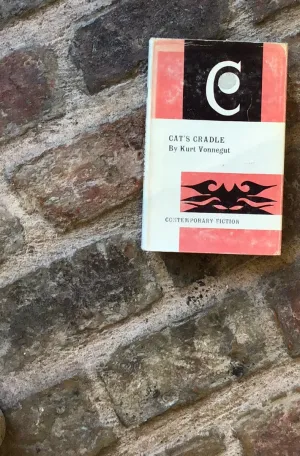 C
CAT'S CRADLE
By Kurt Vonnegut
CONTEMPORARY FICTION